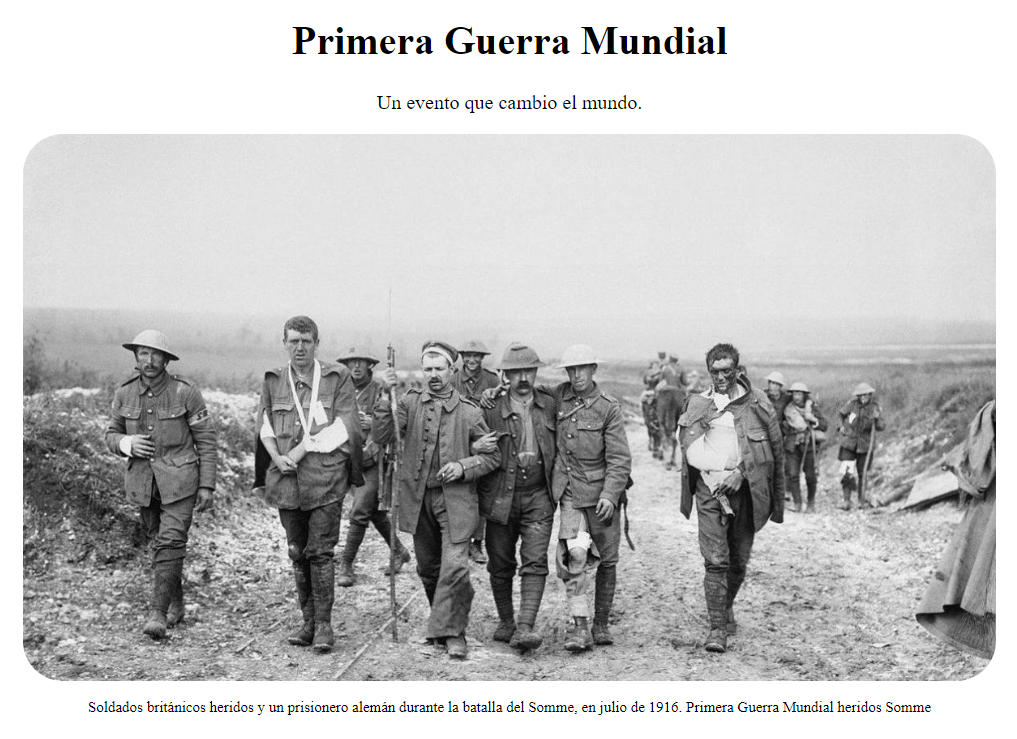 Primera Guerra Mundial
Un evento que cambio el mundo.
Soldados británicos heridos y un prisionero alemán durante la batalla del Somme, en julio de 1916. Primera Guerra Mundial heridos Somme